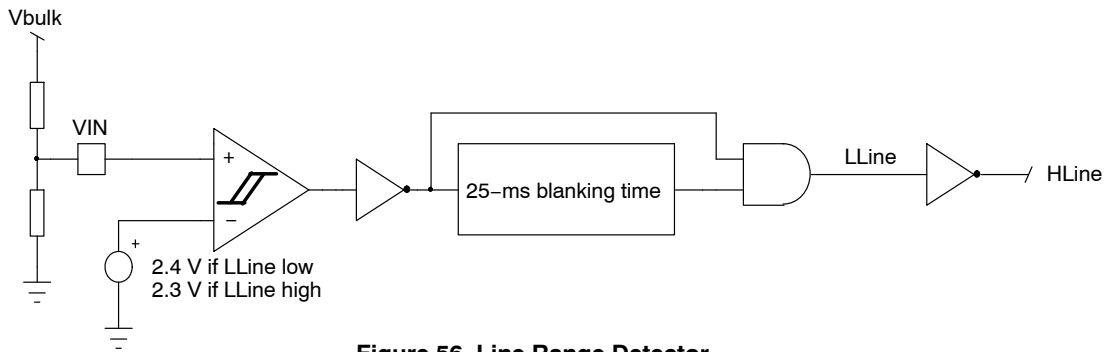 Vbulk
VIN
+
−
+
2.4 V if LLine low
2.3 V if LLine high
25−ms blanking time
LLine
HLine
Figure 56. Line Range Detector